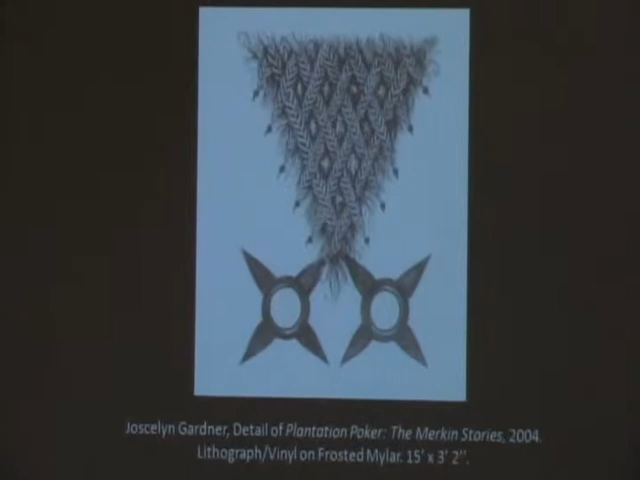 Joscelyn Gardner, Detail of Plantation Poker: The Merkin Stories, 2004.
Lithograph/Vinyl on Frosted Mylar. 15' x 3' 2".